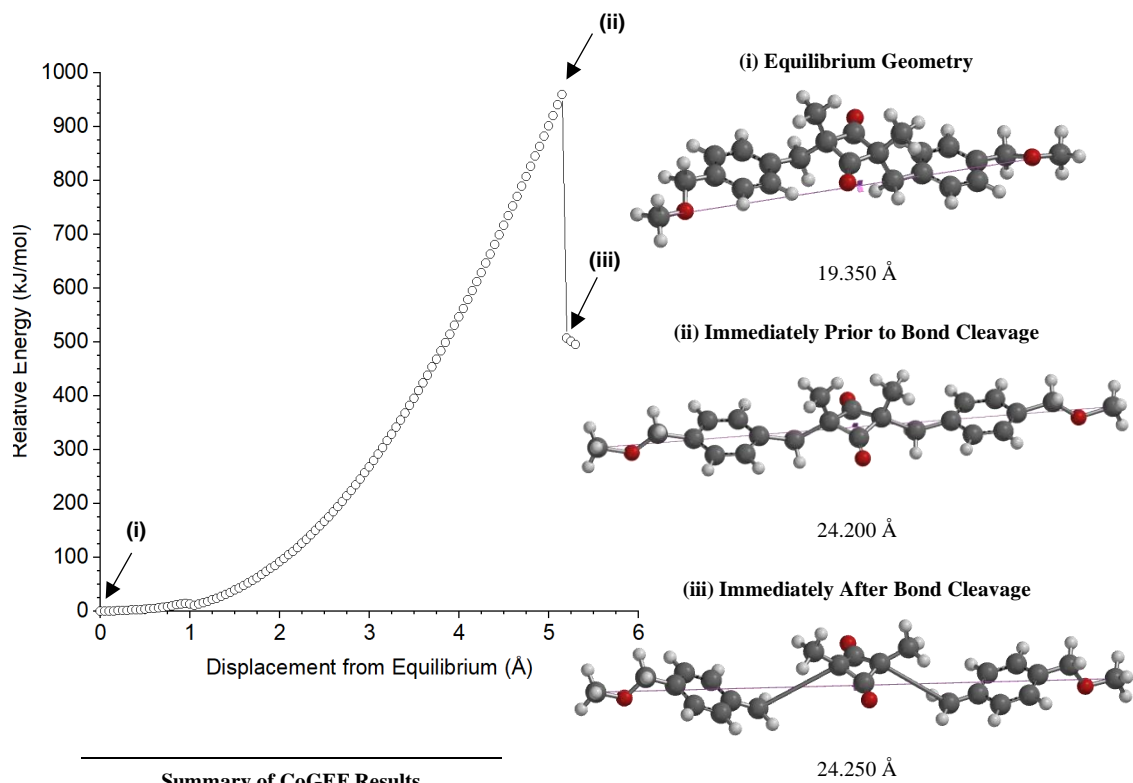 (ii)
1000
900
800
700
600
500
400
300
200
100
0
Relative Energy (kJ/mol)
(i)
(iii)
0 1 2 3 4 5 6
Displacement from Equilibrium (Å)
(i) Equilibrium Geometry
19.350 Å
(ii) Immediately Prior to Bond Cleavage
24.200 Å
(iii) Immediately After Bond Cleavage
24.250 Å
Summary of CoGEF Results